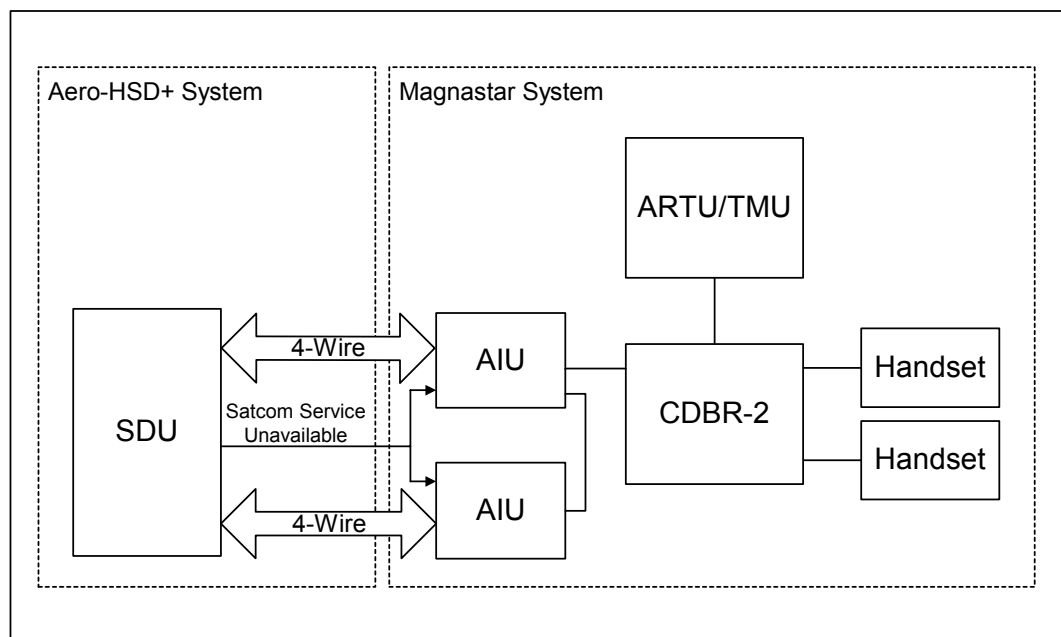 Aero-HSD+ System
Magnastar System
ARTU/TMU
4-Wire
AIU
Handset
SDU
Satcom Service
Unavailable
CDBR-2
Handset
4-Wire
AIU